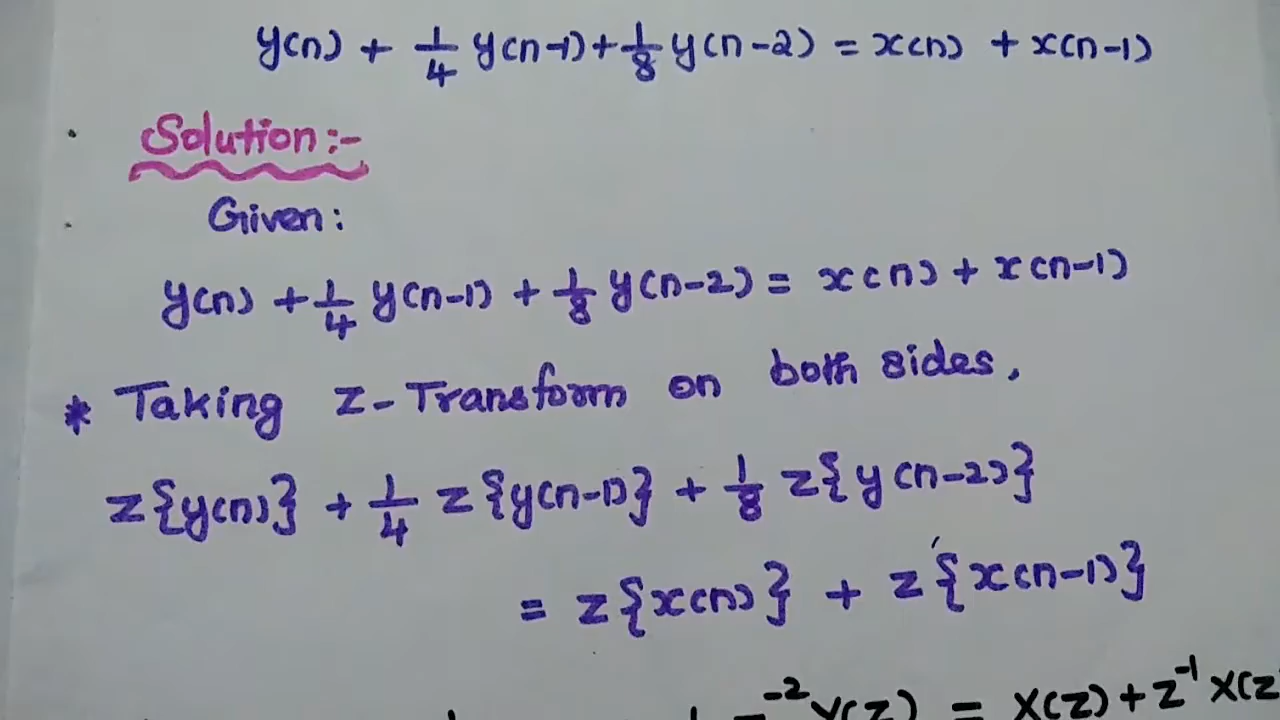 y(n) + 1/4 y(n-1) + 1/8 y(n-2) = x(n) + x(n-1)
Solution:-
Given:
y(n) + 1/4 y(n-1) + 1/8 y(n-2) = x(n) + x(n-1)
* Taking z-Transform on both sides,
z{y(n)} + 1/4 z{y(n-1)} + 1/8 z{y(n-2)}
= z{x(n)} + z{x(n-1)}
z⁻² Y(z) = X(z) + z⁻¹ X(z